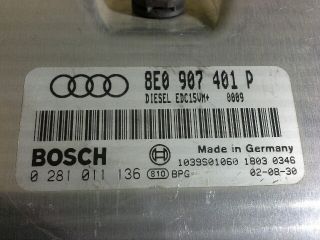 8E0 907 401 P
DIESEL EDC15VM+ 0009
BOSCH
Made in Germany
1039S01060 1803 0346
0 281 011 136 810 BPG 02-08-30